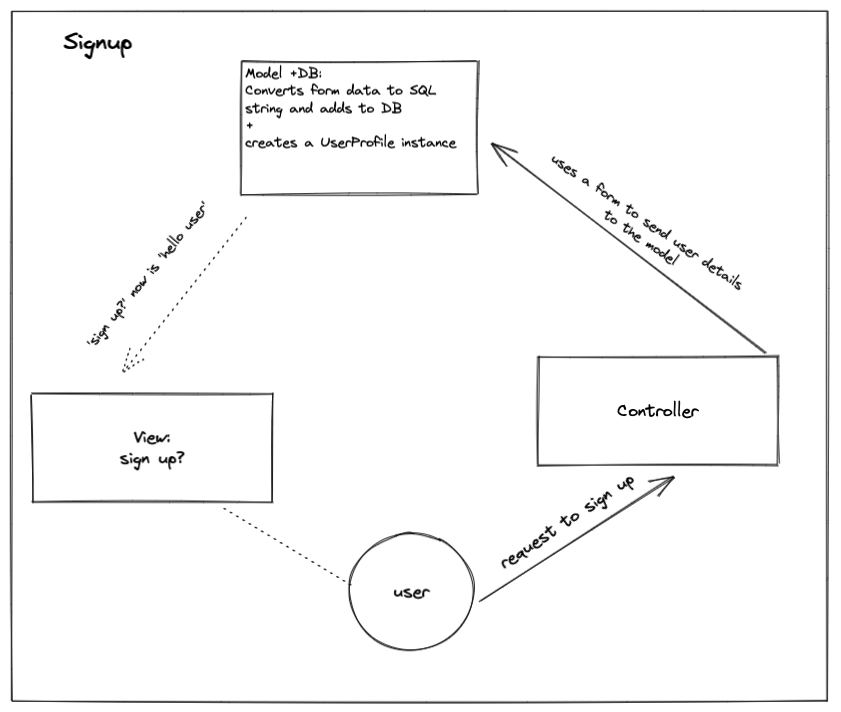 Signup
Model +DB:
Converts form data to SQL
string and adds to DB
+
creates a UserProfile instance
uses a form to send user details
to the model
'sign up?' now is 'hello user'
Controller
View:
sign up?
request to sign up
user